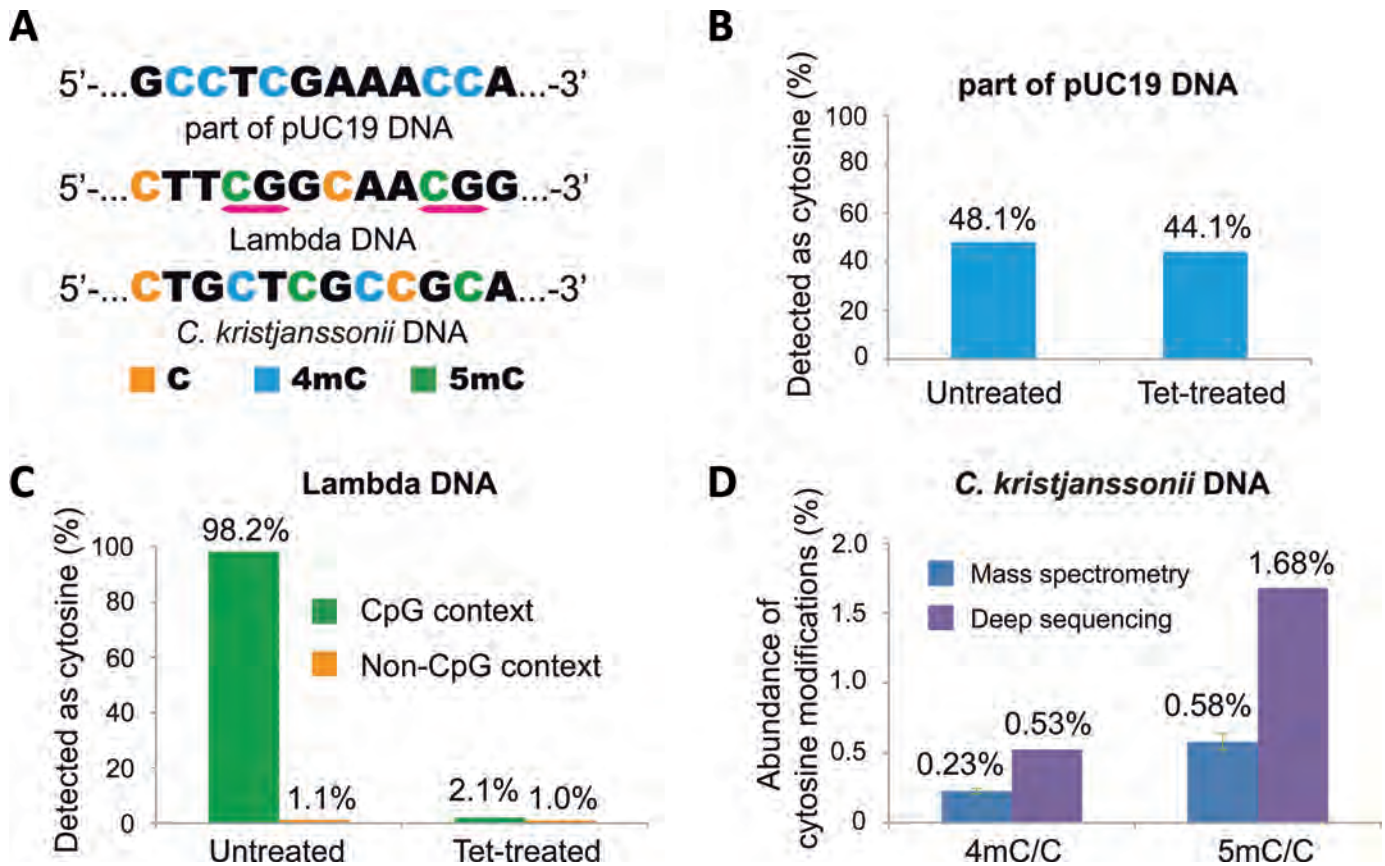 A
5'-...GCCTCGAAACCA...-3'
part of pUC19 DNA
5'-...CTTCGGCAACGG...-3'
Lambda DNA
5'-...CTGCTCGCCGCA...-3'
C. kristjanssonii DNA
C 4mC 5mC
B
part of pUC19 DNA
Detected as cytosine (%)
100
80
60
40
20
0
48.1%
44.1%
Untreated Tet-treated
C
Lambda DNA
Detected as cytosine (%)
100
80
60
40
20
0
98.2%
1.1%
2.1%
1.0%
CpG context
Non-CpG context
Untreated Tet-treated
D
C. kristjanssonii DNA
Abundance of
cytosine modifications (%)
2.0
1.5
1.0
0.5
0
Mass spectrometry
Deep sequencing
0.23%
0.53%
0.58%
1.68%
4mC/C 5mC/C